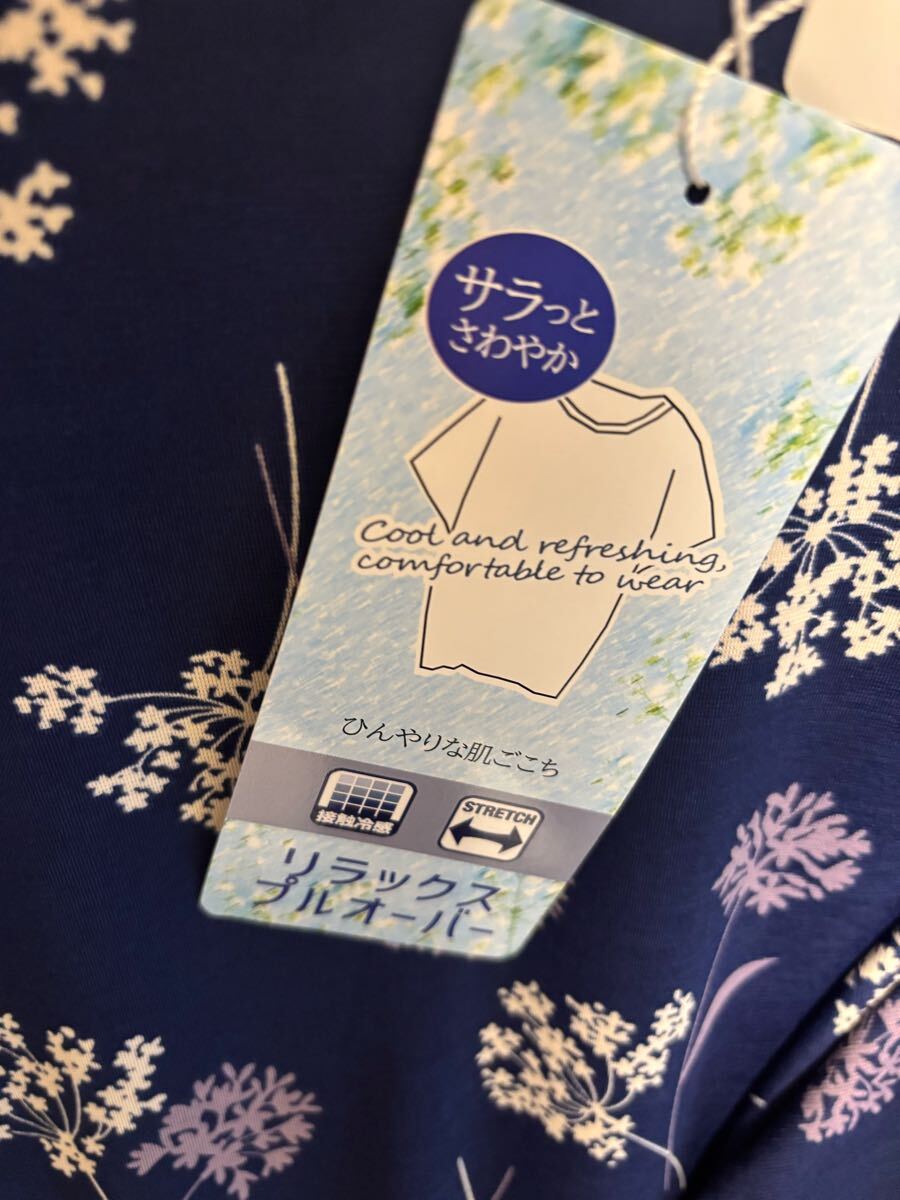 サラっと
さわやか
Cool and refreshing,
comfortable to wear
ひんやりな肌ごこち
接触冷感
STRETCH
リラックス
プルオーバー